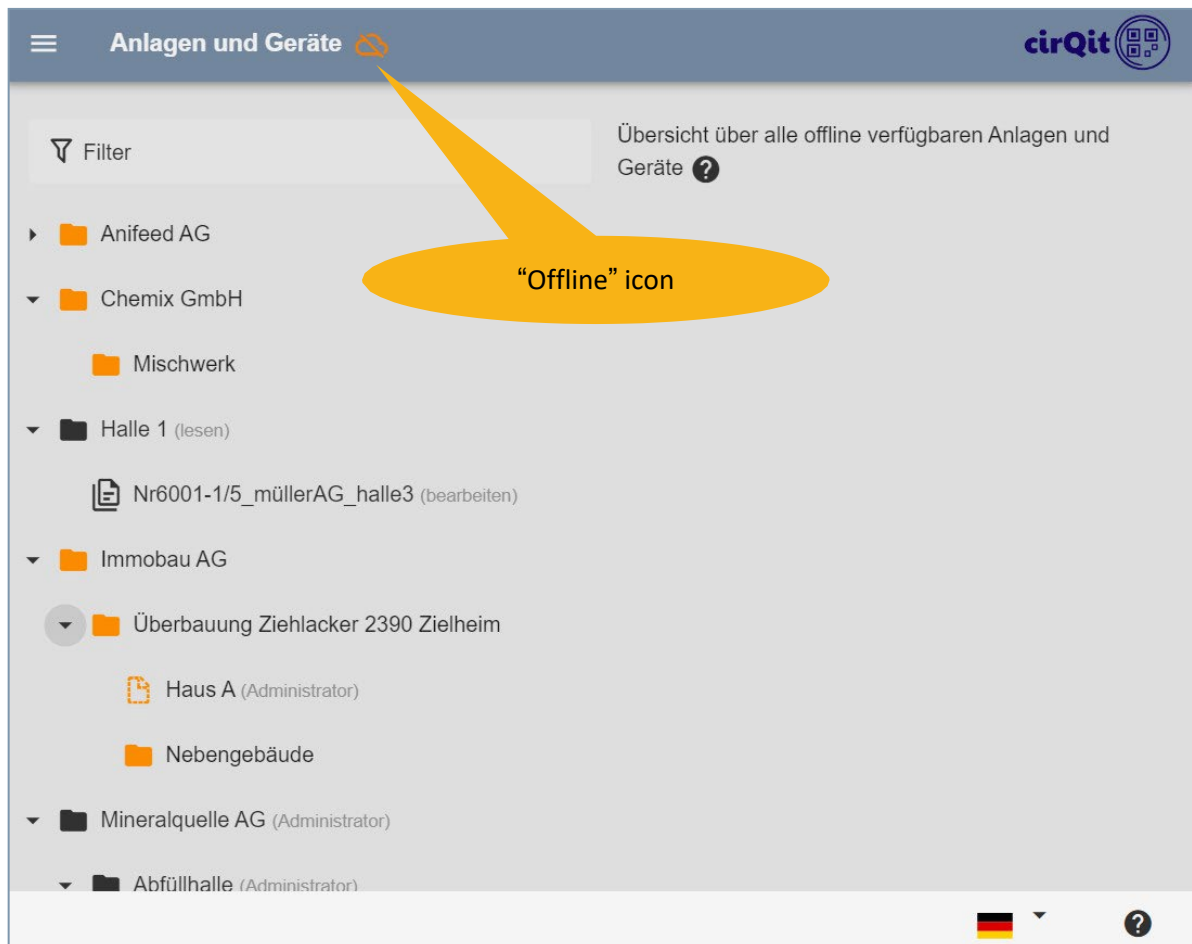 Anlagen und Geräte
cirQit
Filter
Übersicht über alle offline verfügbaren Anlagen und
Geräte ?
Anifeed AG
“Offline” icon
Chemix GmbH
Mischwerk
Halle 1 (lesen)
Nr6001-1/5_müllerAG_halle3 (bearbeiten)
Immobau AG
Überbauung Ziehlacker 2390 Zielheim
Haus A (Administrator)
Nebengebäude
Mineralquelle AG (Administrator)
Abfüllhalle (Administrator)
?